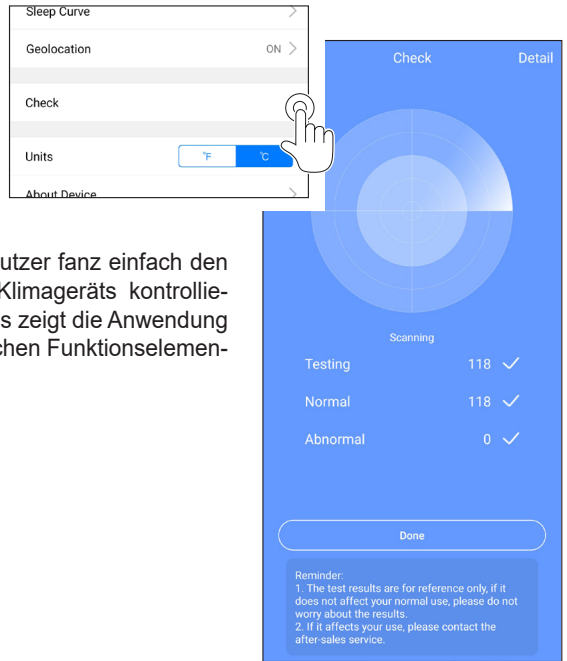 Sleep Curve
Geolocation ON
Check
Units °F °C
About Device
utzer fanz einfach den
Klimageräts kontrollie-
s zeigt die Anwendung
chen Funktionselemen-
Check Detail
Scanning
Testing 118
Normal 118
Abnormal 0
Done
Reminder:
1. The test results are for reference only, if it
does not affect your normal use, please do not
worry about the results.
2. If it affects your use, please contact the
after-sales service.